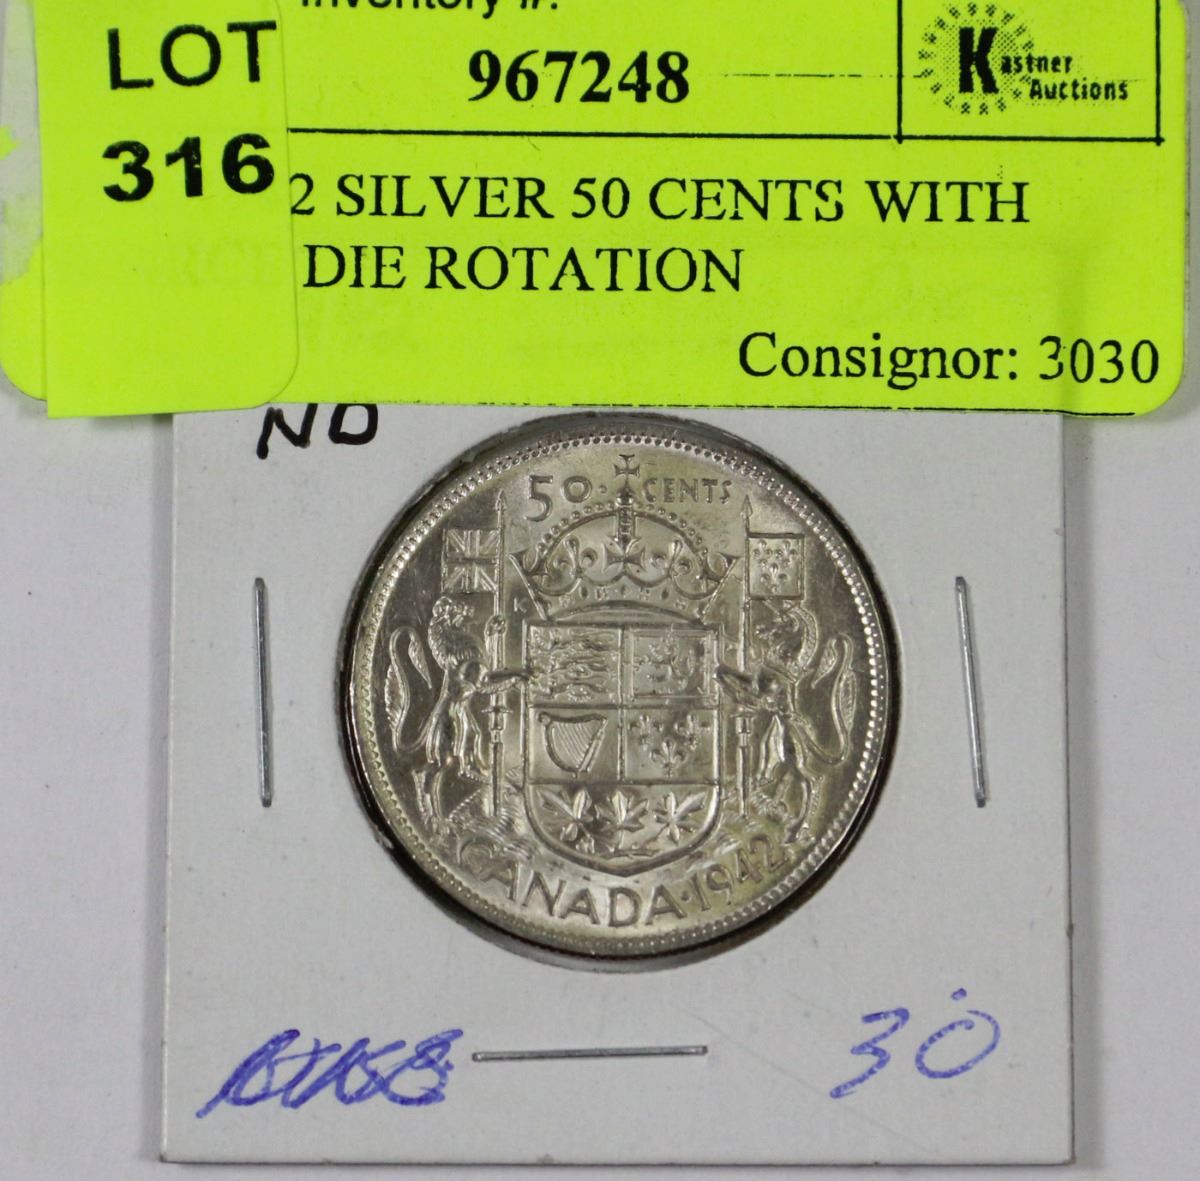 Inventory #:
LOT
967248
Kastner
Auctions
316
2 SILVER 50 CENTS WITH
DIE ROTATION
Consignor: 3030
ND
50 CENTS
K
CANADA·1942
30